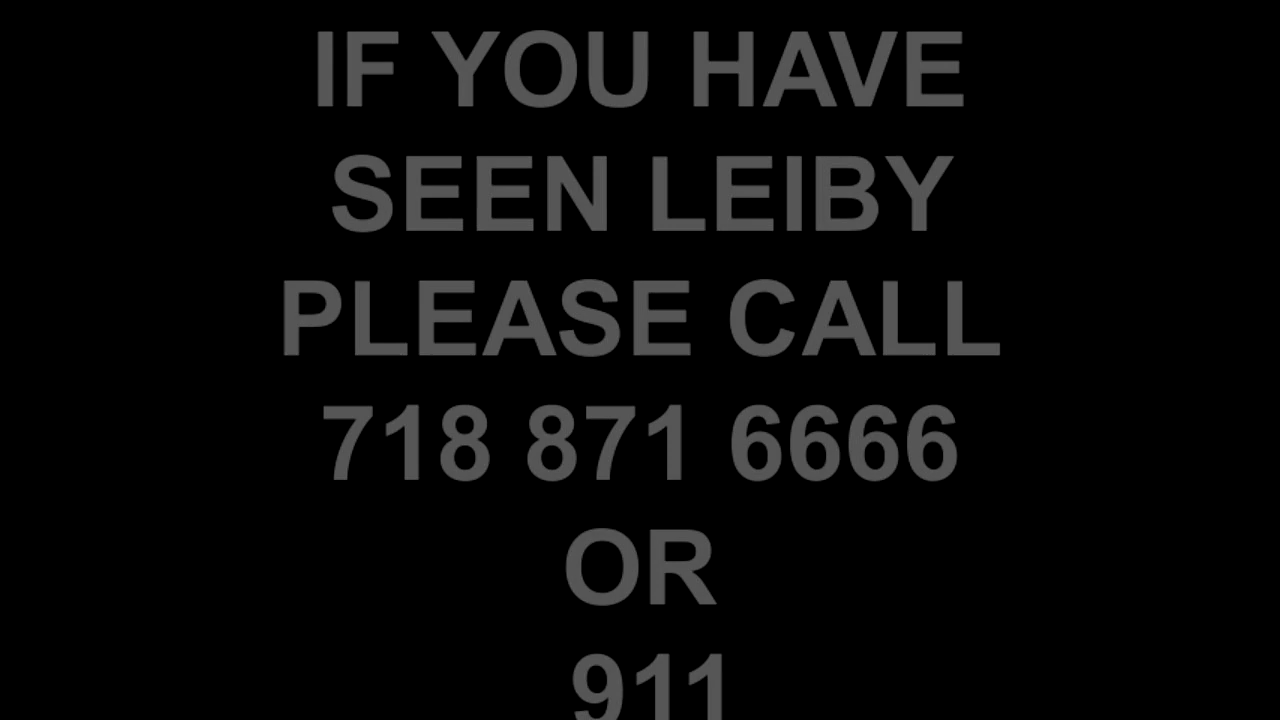 IF YOU HAVE
SEEN LEIBY
PLEASE CALL
718 871 6666
OR
911